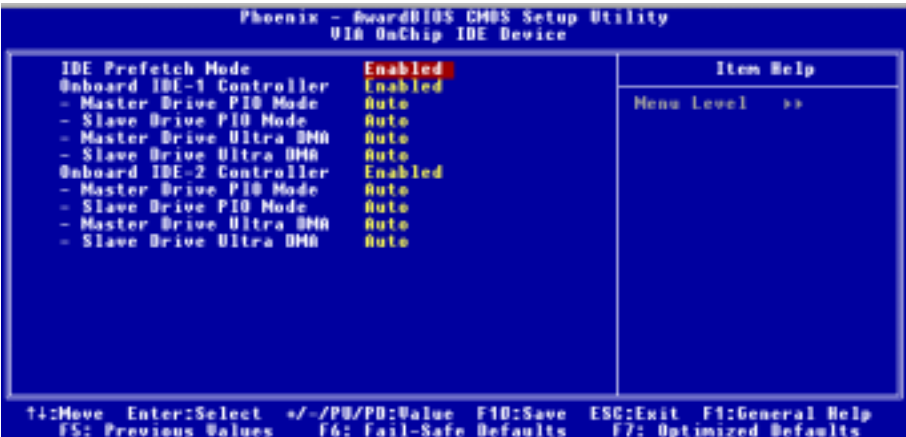 Phoenix - AwardBIOS CMOS Setup Utility
VIA OnChip IDE Device
IDE Prefetch Mode Enabled
Onboard IDE-1 Controller Enabled
- Master Drive PIO Mode Auto
- Slave Drive PIO Mode Auto
- Master Drive Ultra DMA Auto
- Slave Drive Ultra DMA Auto
Onboard IDE-2 Controller Enabled
- Master Drive PIO Mode Auto
- Slave Drive PIO Mode Auto
- Master Drive Ultra DMA Auto
- Slave Drive Ultra DMA Auto
Item Help
Menu Level ▸▸
↑↓:Move Enter:Select +/-/PU/PD:Value F10:Save ESC:Exit F1:General Help
F5: Previous Values F6: Fail-Safe Defaults F7: Optimized Defaults